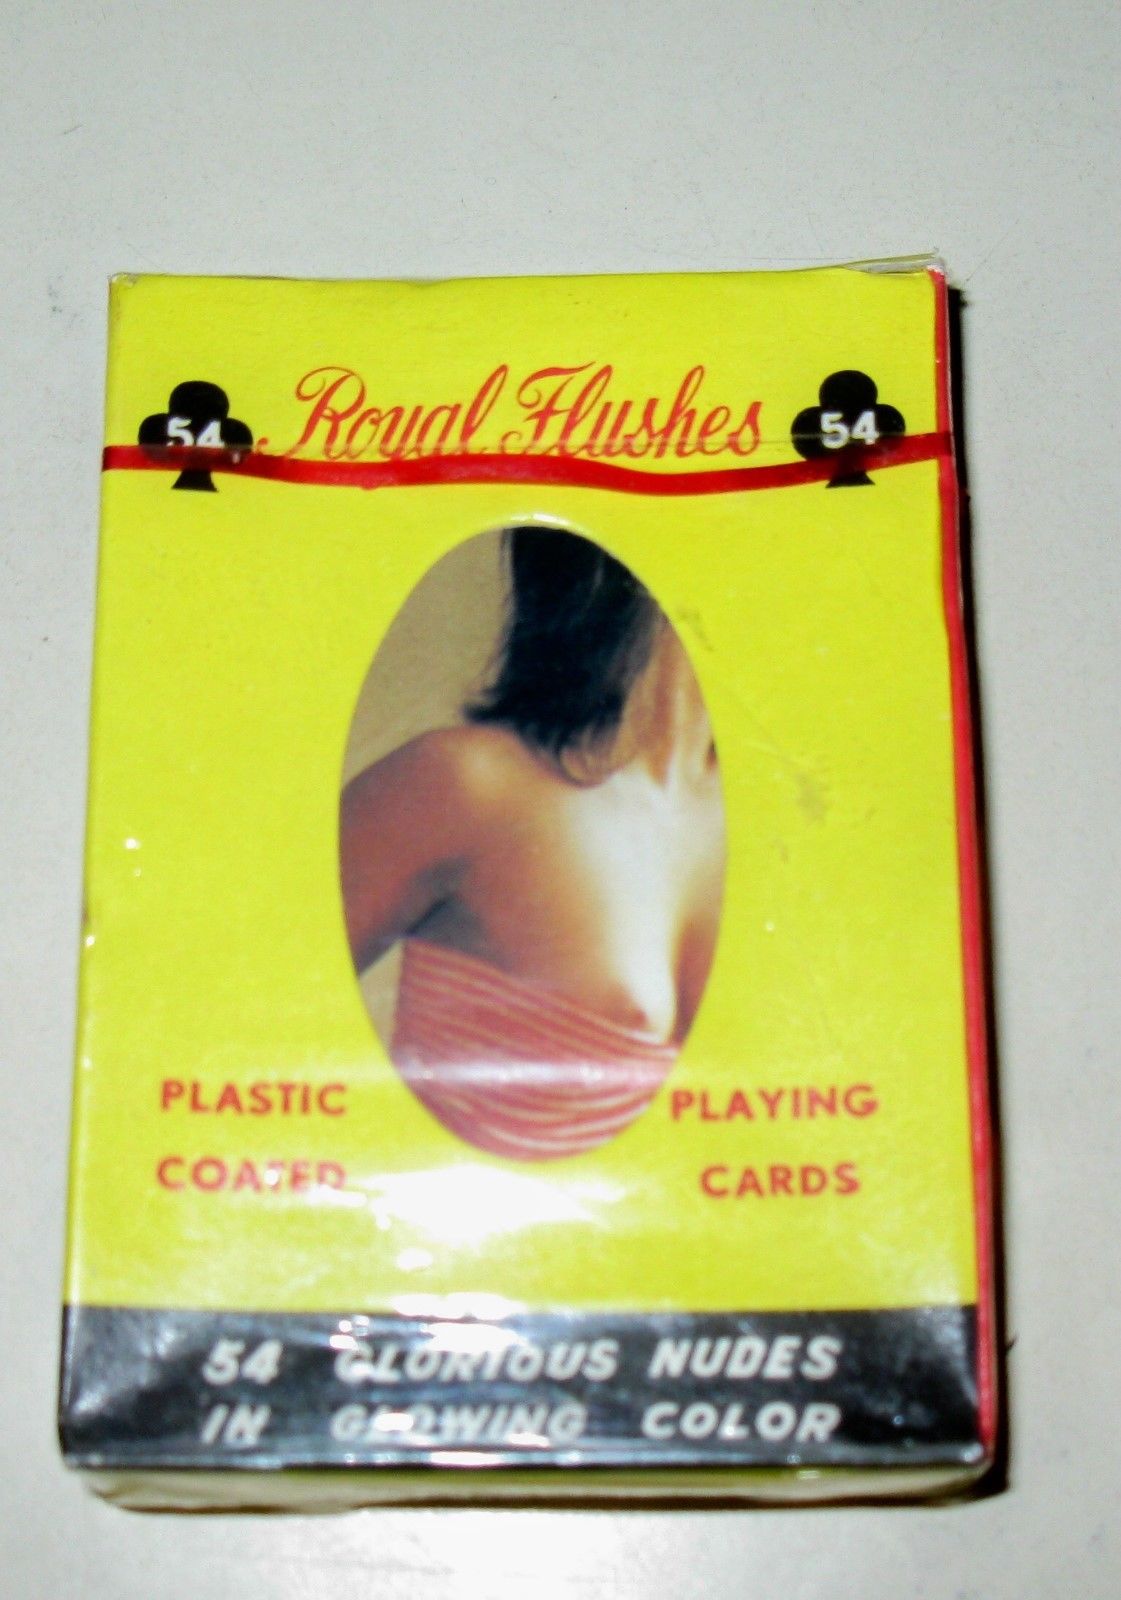 54 Royal Flushes 54
PLASTIC PLAYING
COATED CARDS
54 GLORIOUS NUDES
IN GLOWING COLOR